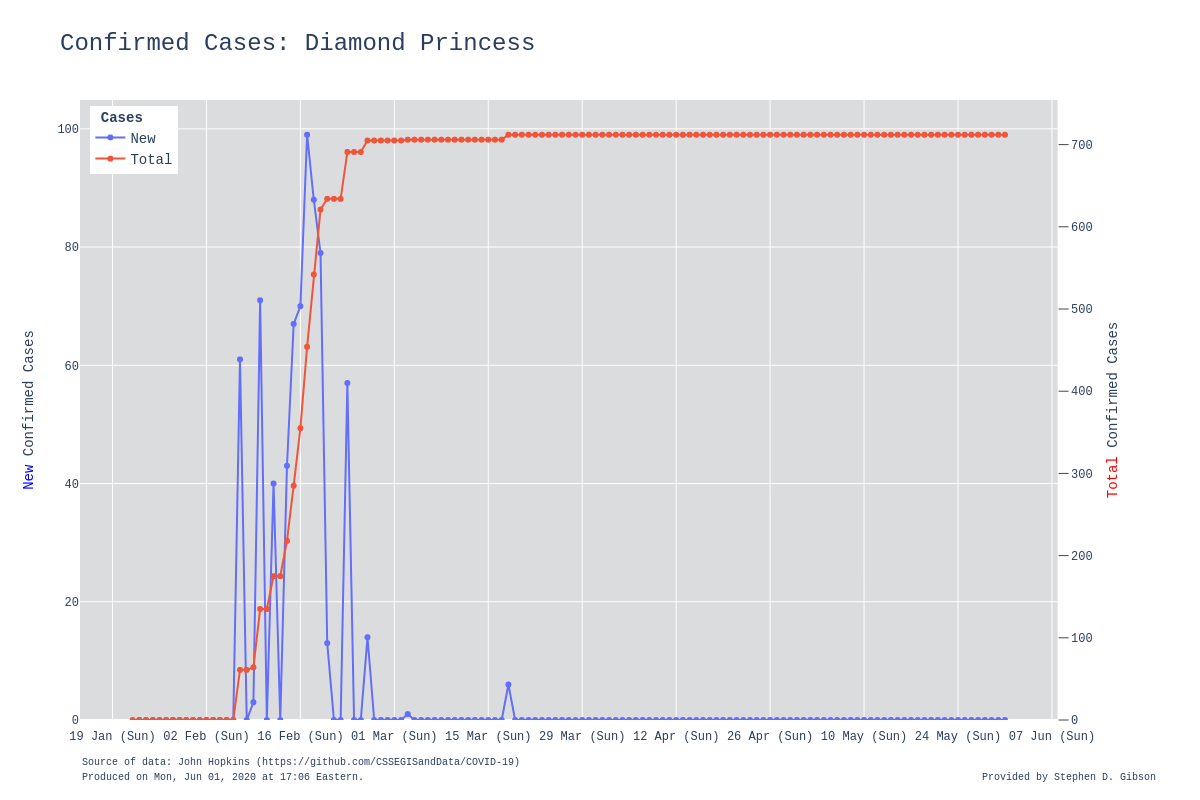 Confirmed Cases: Diamond Princess
Cases
New
Total
100
80
60
40
20
0
700
600
500
400
300
200
100
0
New Confirmed Cases
Total Confirmed Cases
19 Jan (Sun) 02 Feb (Sun) 16 Feb (Sun) 01 Mar (Sun) 15 Mar (Sun) 29 Mar (Sun) 12 Apr (Sun) 26 Apr (Sun) 10 May (Sun) 24 May (Sun) 07 Jun (Sun)
Source of data: John Hopkins (https://github.com/CSSEGISandData/COVID-19)
Produced on Mon, Jun 01, 2020 at 17:06 Eastern.
Provided by Stephen D. Gibson